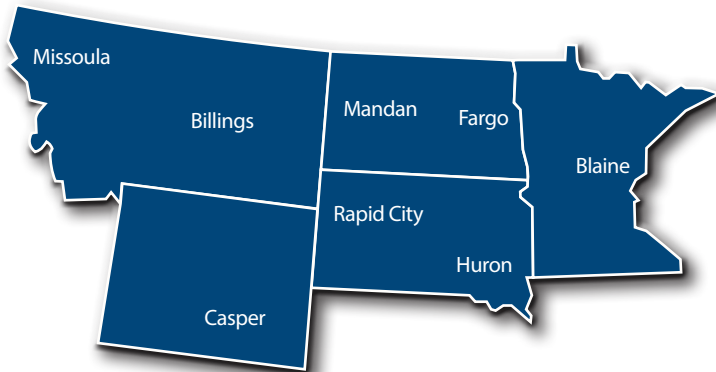 Missoula
Billings
Mandan
Fargo
Blaine
Rapid City
Huron
Casper